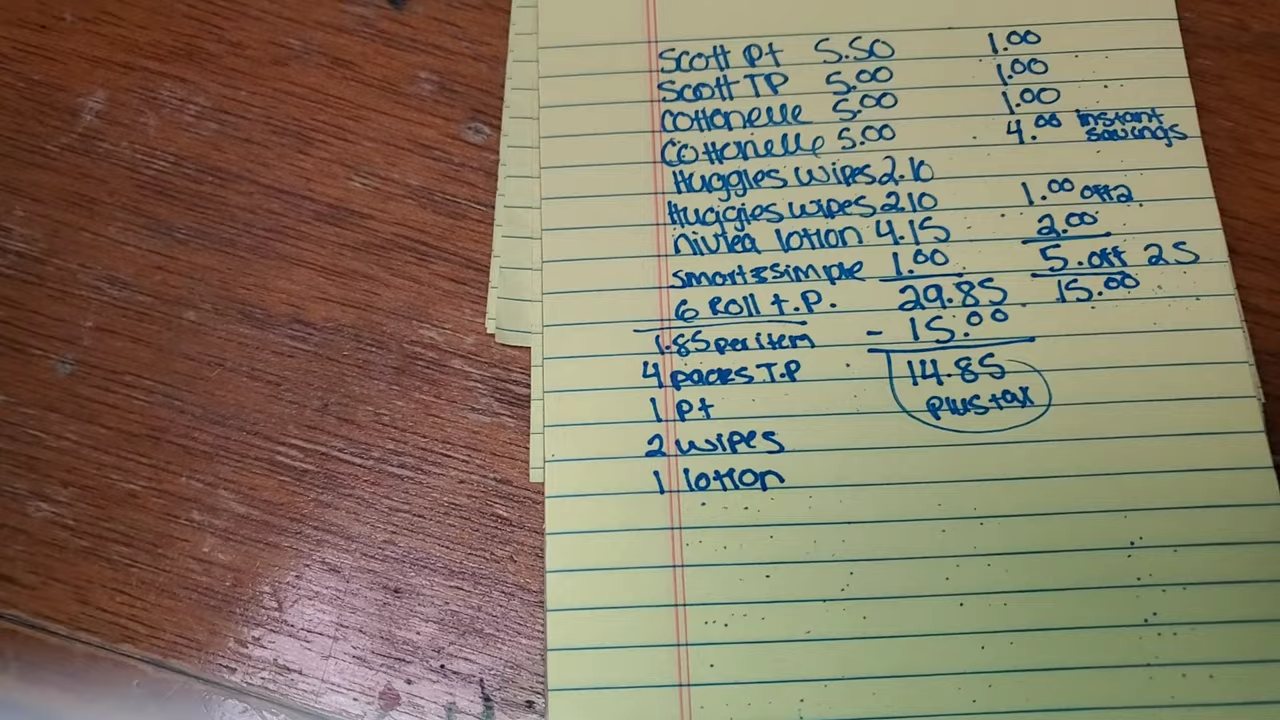 Scott Pt 5.50 1.00
Scott TP 5.00 1.00
Cottonelle 5.00 1.00
Cottonelle 5.00 4.00 instant savings
Huggies wipes 2.10
Huggies wipes 2.10 1.00 off 2
nivea lotion 4.15 2.00
smart & simple 1.00 5. off 25
6 Roll t.P. 29.85 15.00
1.85 per item - 15.00
4 packs T.P 14.85
1 pt plus tax
2 wipes
1 lotion